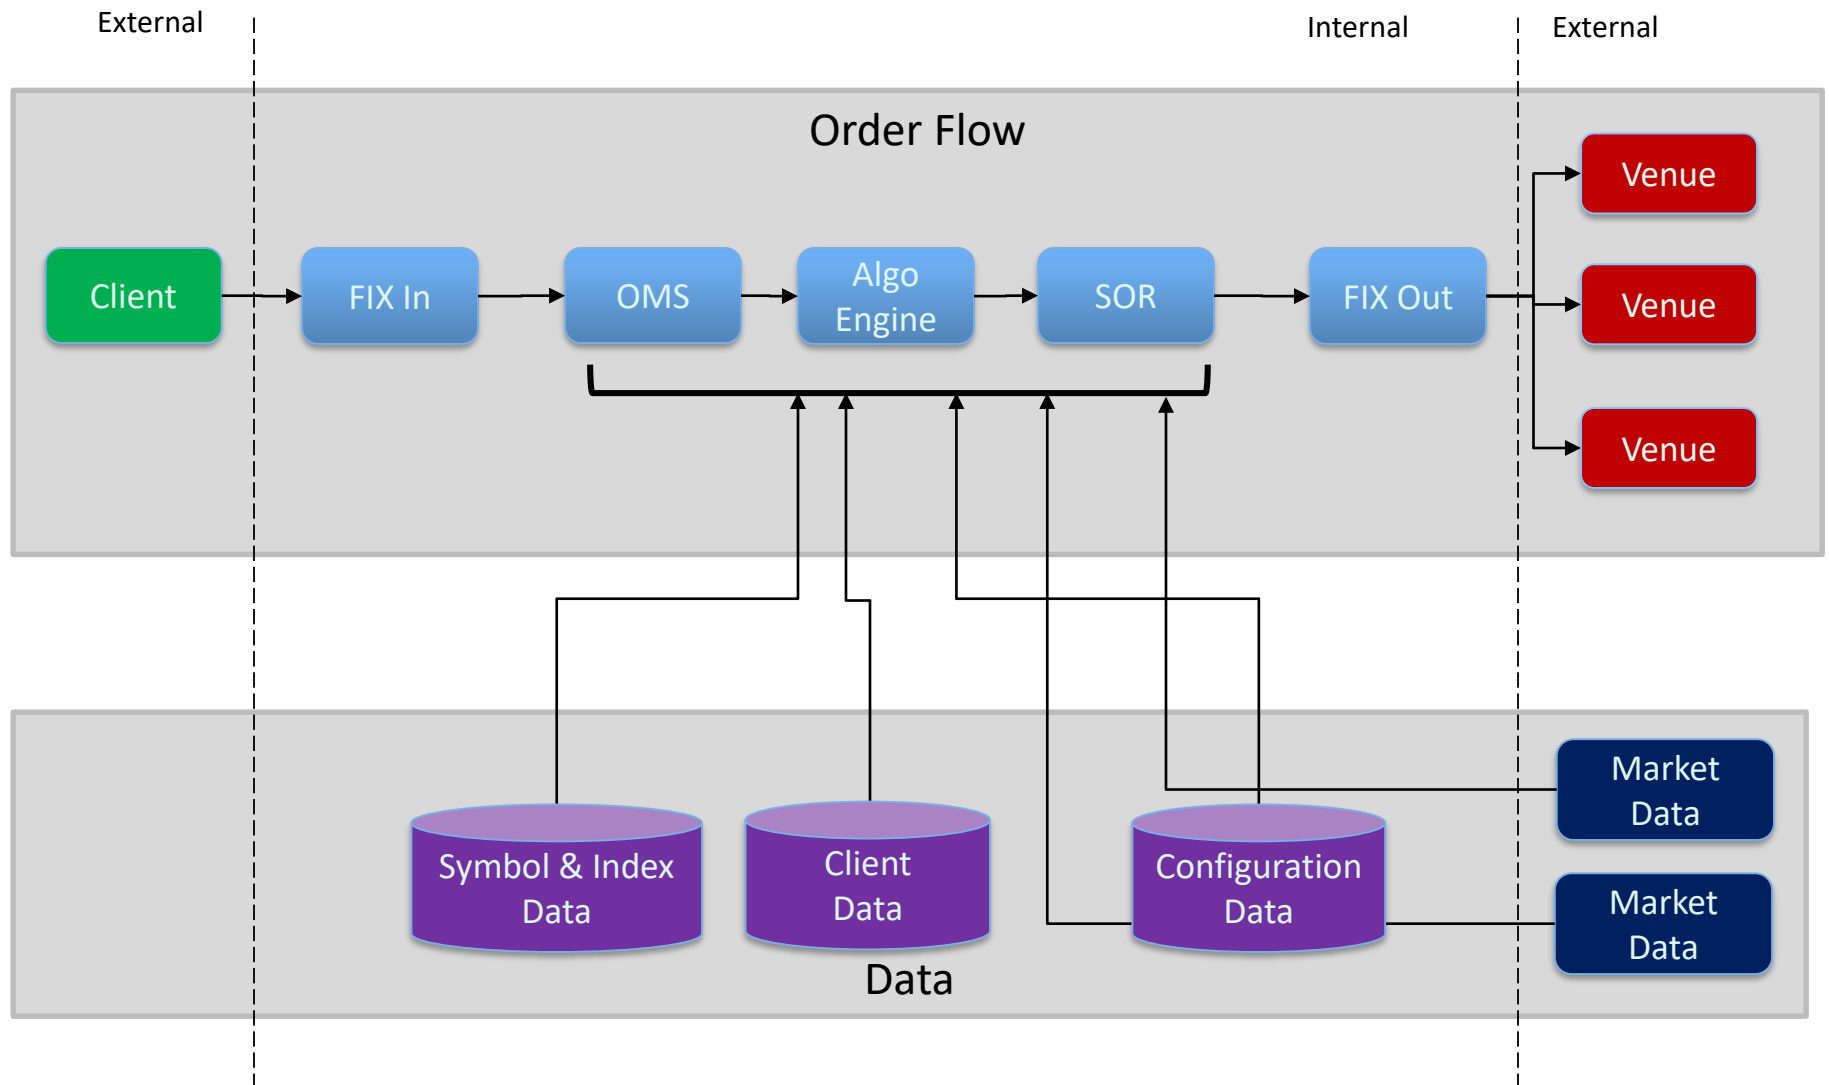 External
Internal
External
Order Flow
Venue
Client
FIX In
OMS
Algo
Engine
SOR
FIX Out
Venue
Venue
Market
Data
Symbol & Index
Data
Client
Data
Configuration
Data
Market
Data
Data